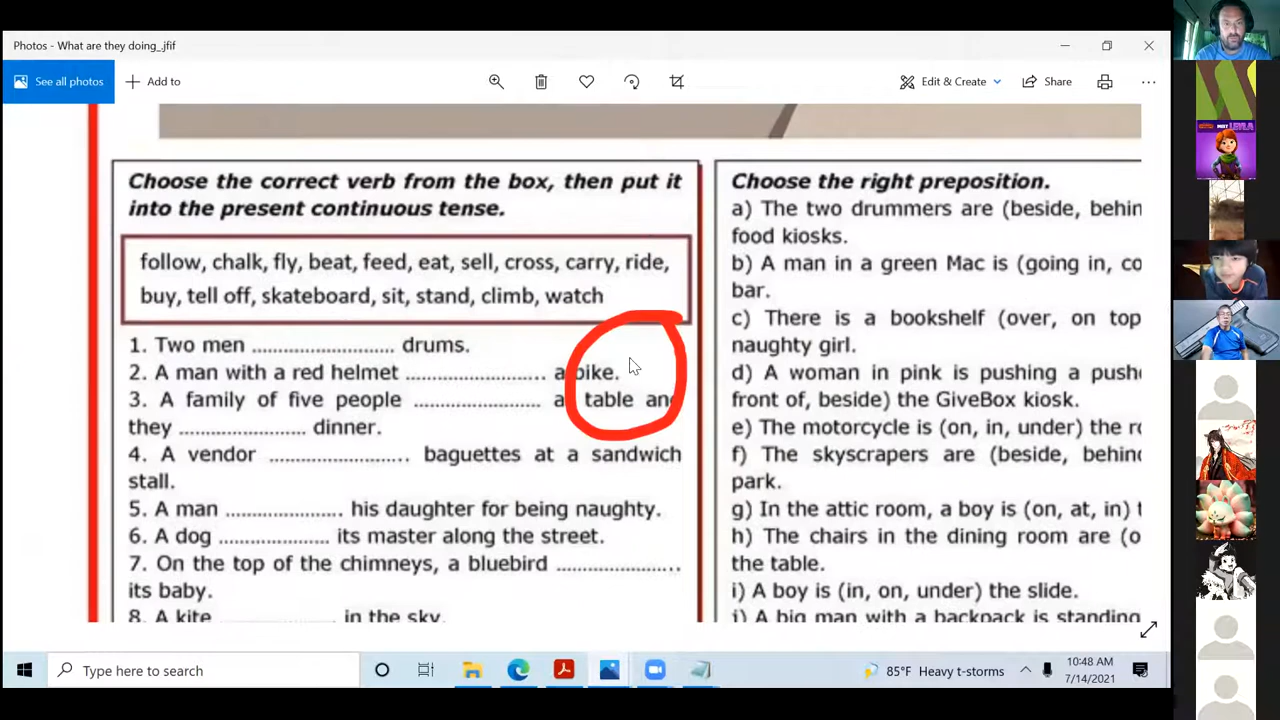 Photos - What are they doing_.jfif
See all photos
Add to
Edit & Create
Share
Choose the correct verb from the box, then put it
into the present continuous tense.
follow, chalk, fly, beat, feed, eat, sell, cross, carry, ride,
buy, tell off, skateboard, sit, stand, climb, watch
1. Two men ........................... drums.
2. A man with a red helmet ........................... a bike.
3. A family of five people ........................ a table and
they ........................ dinner.
4. A vendor ........................... baguettes at a sandwich
stall.
5. A man ....................... his daughter for being naughty.
6. A dog ...................... its master along the street.
7. On the top of the chimneys, a bluebird ........................
its baby.
8. A kite ....................... in the sky.
Choose the right preposition.
a) The two drummers are (beside, behin
food kiosks.
b) A man in a green Mac is (going in, co
bar.
c) There is a bookshelf (over, on top
naughty girl.
d) A woman in pink is pushing a push
front of, beside) the GiveBox kiosk.
e) The motorcycle is (on, in, under) the ro
f) The skyscrapers are (beside, behin
park.
g) In the attic room, a boy is (on, at, in) t
h) The chairs in the dining room are (o
the table.
i) A boy is (in, on, under) the slide.
j) A big man with a backpack is standing
Type here to search
85°F Heavy t-storms
10:48 AM
7/14/2021